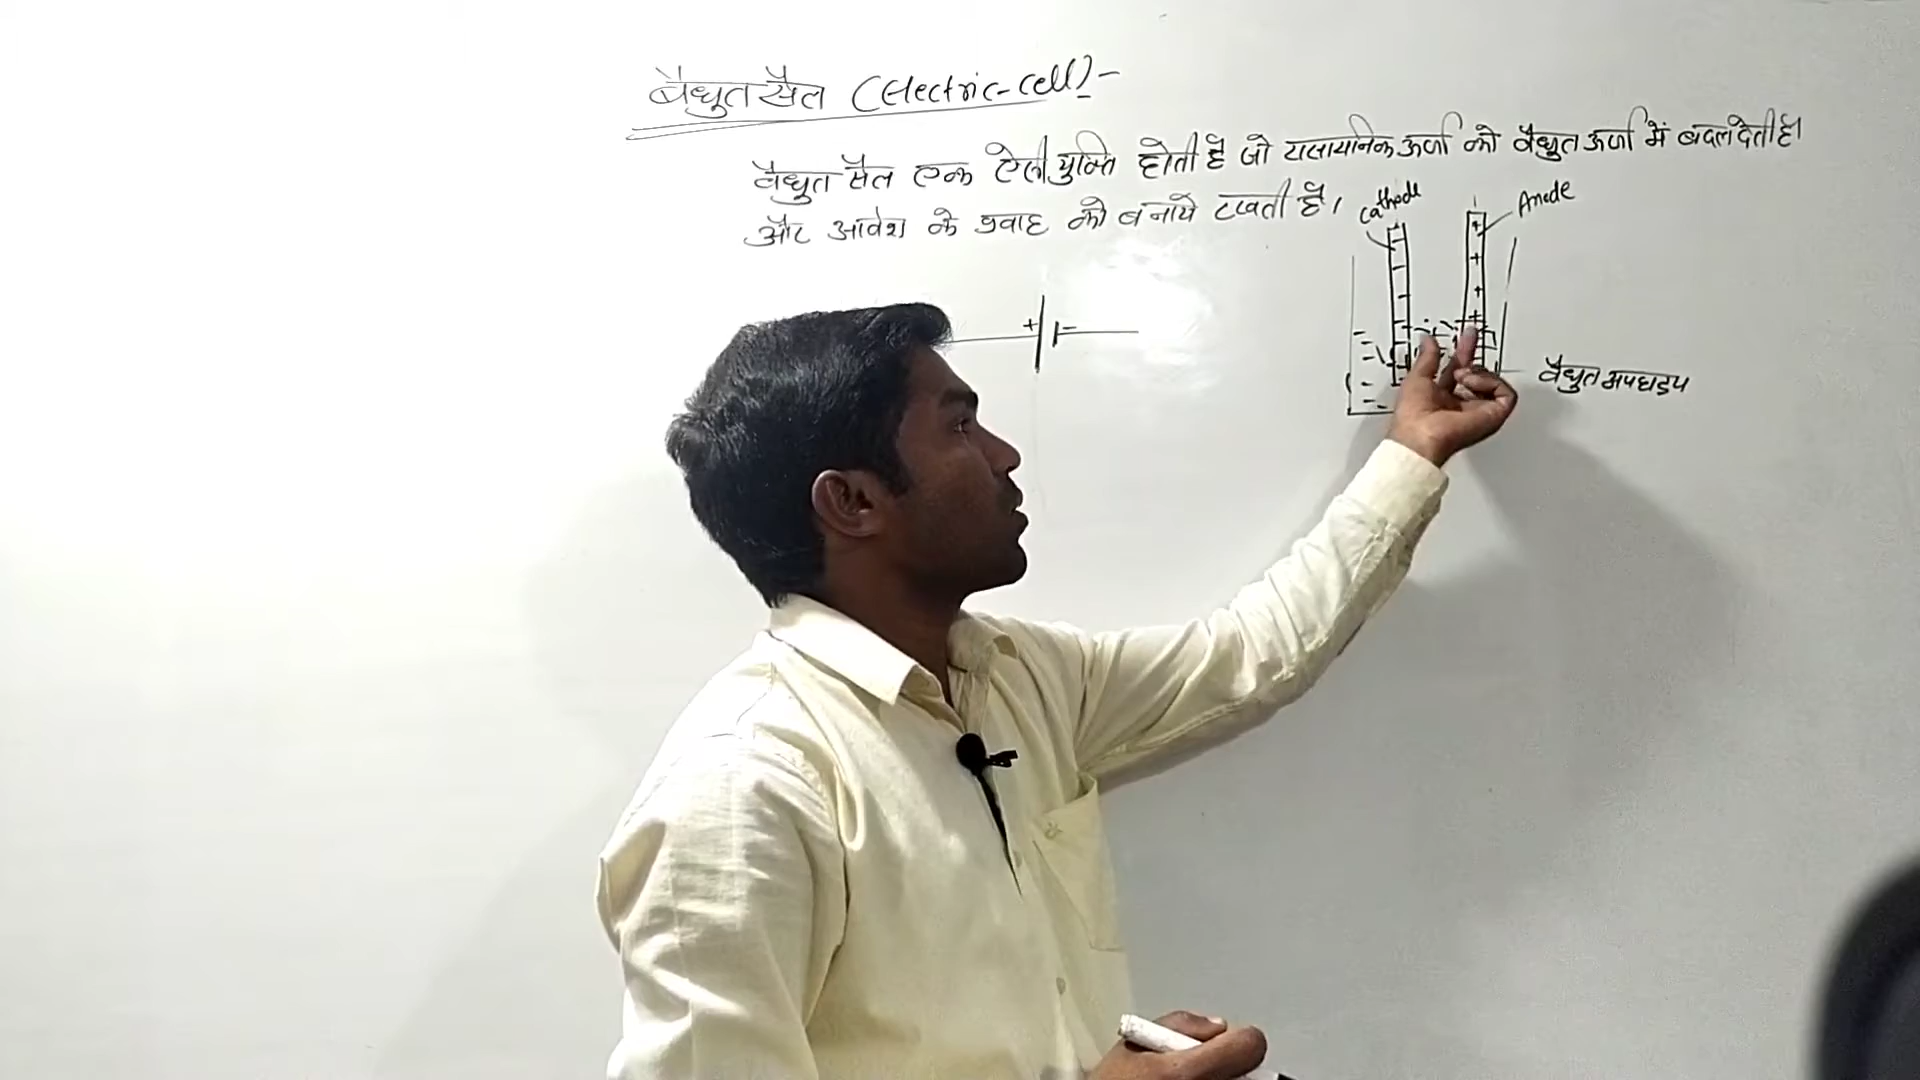 वैधुत सैल (Electric-cell) -
वैधुत सैल एक ऐसी युक्ति होती है जो रासायनिक ऊर्जा को वैधुत ऊर्जा में बदल देती है।
और आवेश के प्रवाह को बनाये रखती है।
Cathode
Anode
+ -
वैधुत अपघट्य